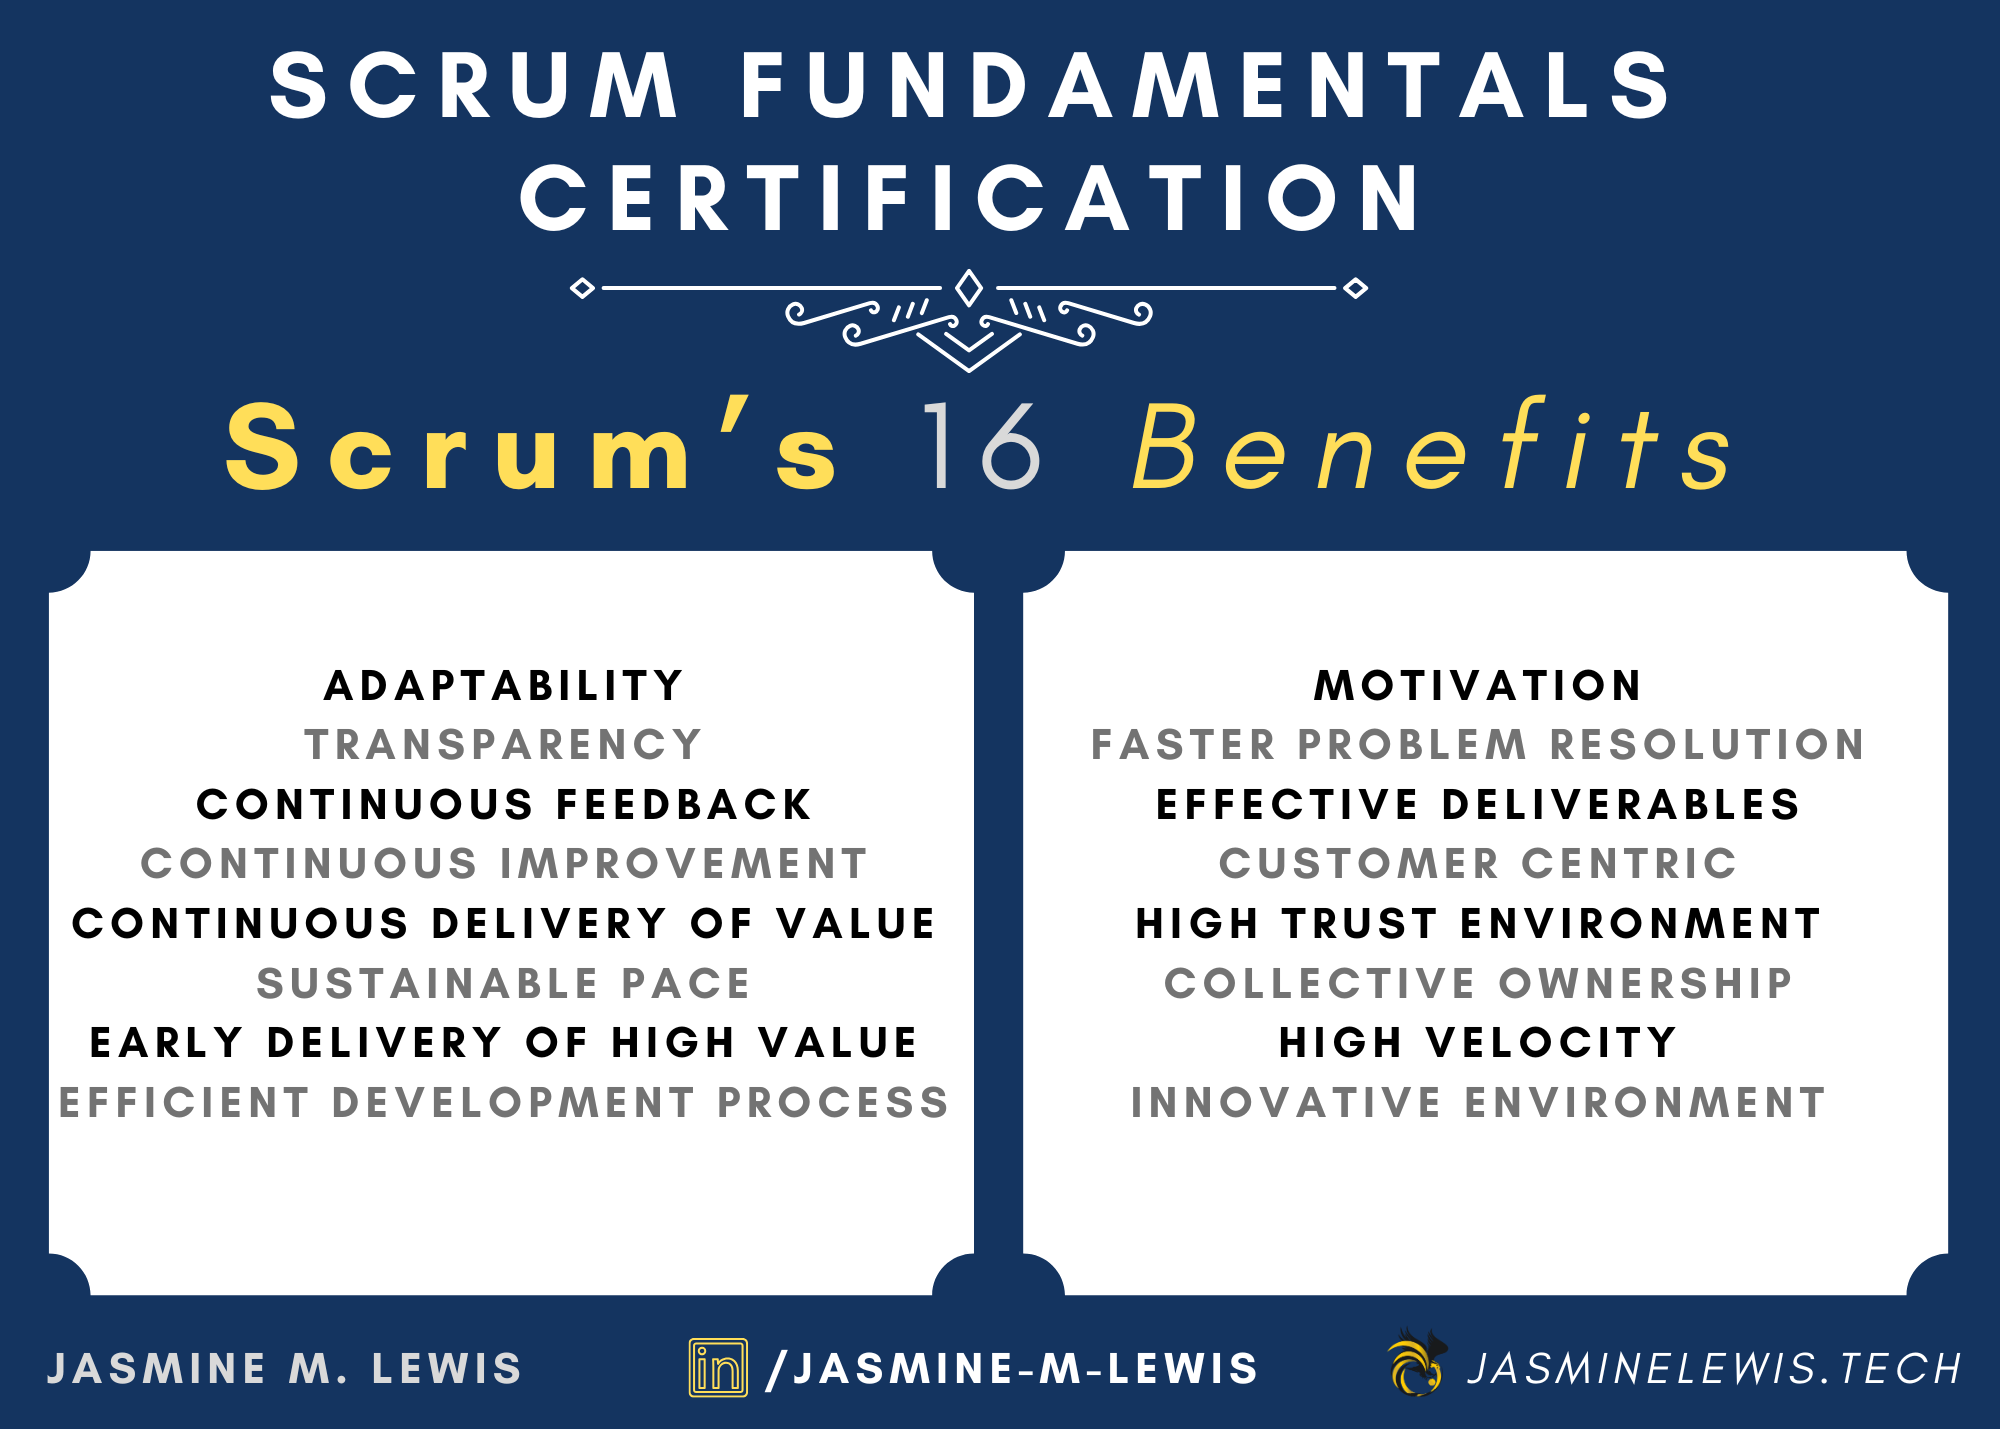 SCRUM FUNDAMENTALS
CERTIFICATION
Scrum's 16 Benefits
ADAPTABILITY
TRANSPARENCY
CONTINUOUS FEEDBACK
CONTINUOUS IMPROVEMENT
CONTINUOUS DELIVERY OF VALUE
SUSTAINABLE PACE
EARLY DELIVERY OF HIGH VALUE
EFFICIENT DEVELOPMENT PROCESS
MOTIVATION
FASTER PROBLEM RESOLUTION
EFFECTIVE DELIVERABLES
CUSTOMER CENTRIC
HIGH TRUST ENVIRONMENT
COLLECTIVE OWNERSHIP
HIGH VELOCITY
INNOVATIVE ENVIRONMENT
JASMINE M. LEWIS
in /JASMINE-M-LEWIS
JASMINELEWIS.TECH